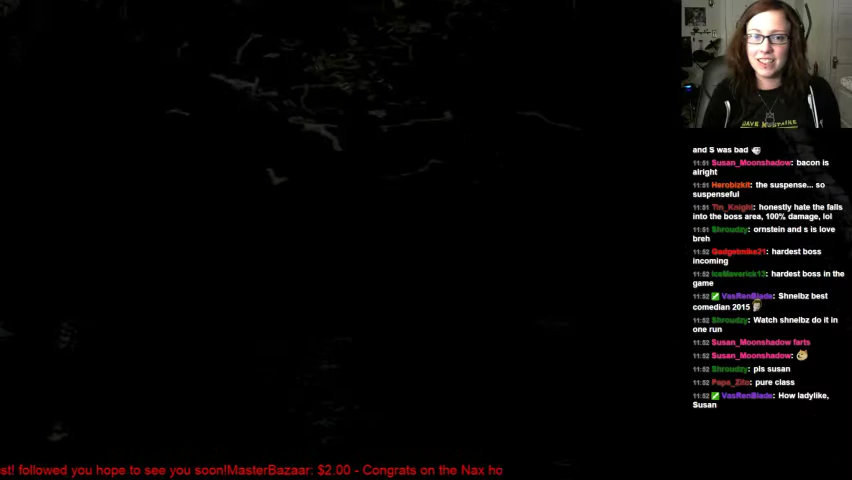 DAVE MUSTAINE
and S was bad
11:51 Susan_Moonshadow: bacon is
alright
11:51 Herobizkit: the suspense... so
suspenseful
11:51 Tin_Knight: honestly hate the falls
into the boss area, 100% damage, lol
11:51 Shroudzy: ornstein and s is love
breh
11:52 Gadgetmike21: hardest boss
incoming
11:52 IceMaverick13: hardest boss in the
game
11:52 VasRenBlade: Shnelbz best
comedian 2015
11:52 Shroudzy: Watch shnelbz do it in
one run
11:52 Susan_Moonshadow farts
11:52 Susan_Moonshadow:
11:52 Shroudzy: pls susan
11:52 Papa_Zito: pure class
11:52 VasRenBlade: How ladylike,
Susan
st! followed you hope to see you soon!MasterBazaar: $2.00 - Congrats on the Nax ho